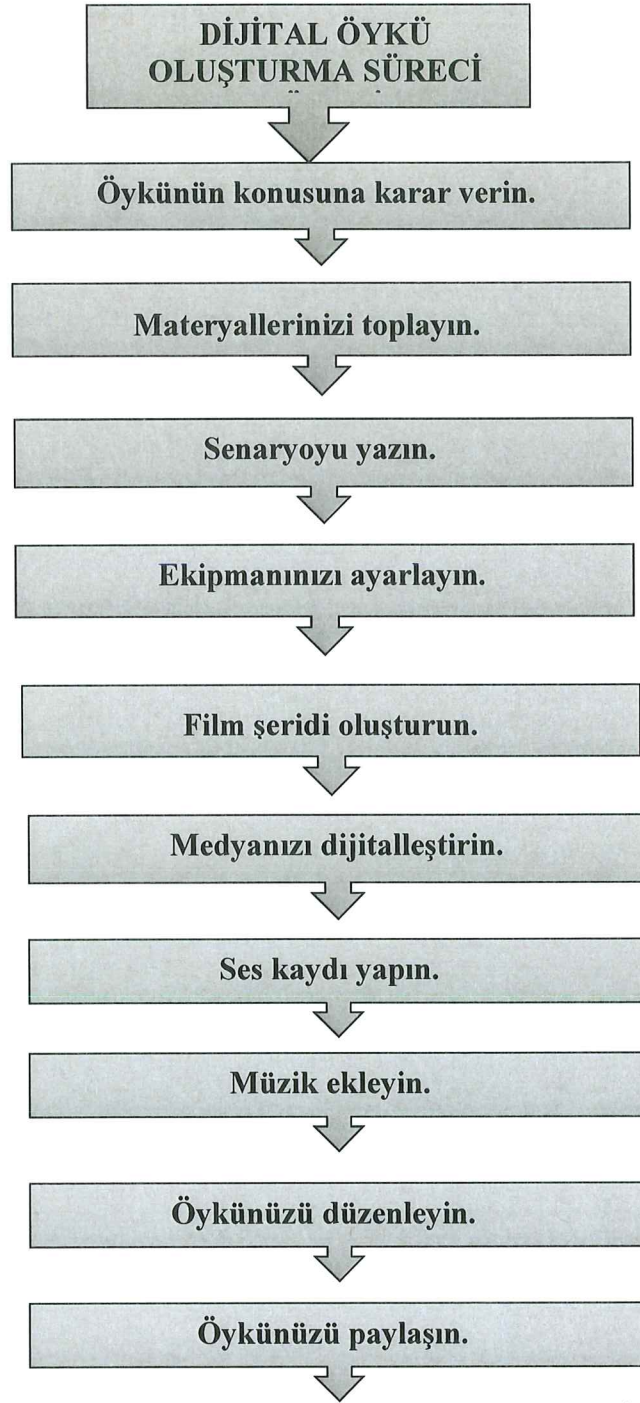 DİJİTAL ÖYKÜ
OLUŞTURMA SÜRECİ
Öykünün konusuna karar verin.
Materyallerinizi toplayın.
Senaryoyu yazın.
Ekipmanınızı ayarlayın.
Film şeridi oluşturun.
Medyanızı dijitalleştirin.
Ses kaydı yapın.
Müzik ekleyin.
Öykünüzü düzenleyin.
Öykünüzü paylaşın.